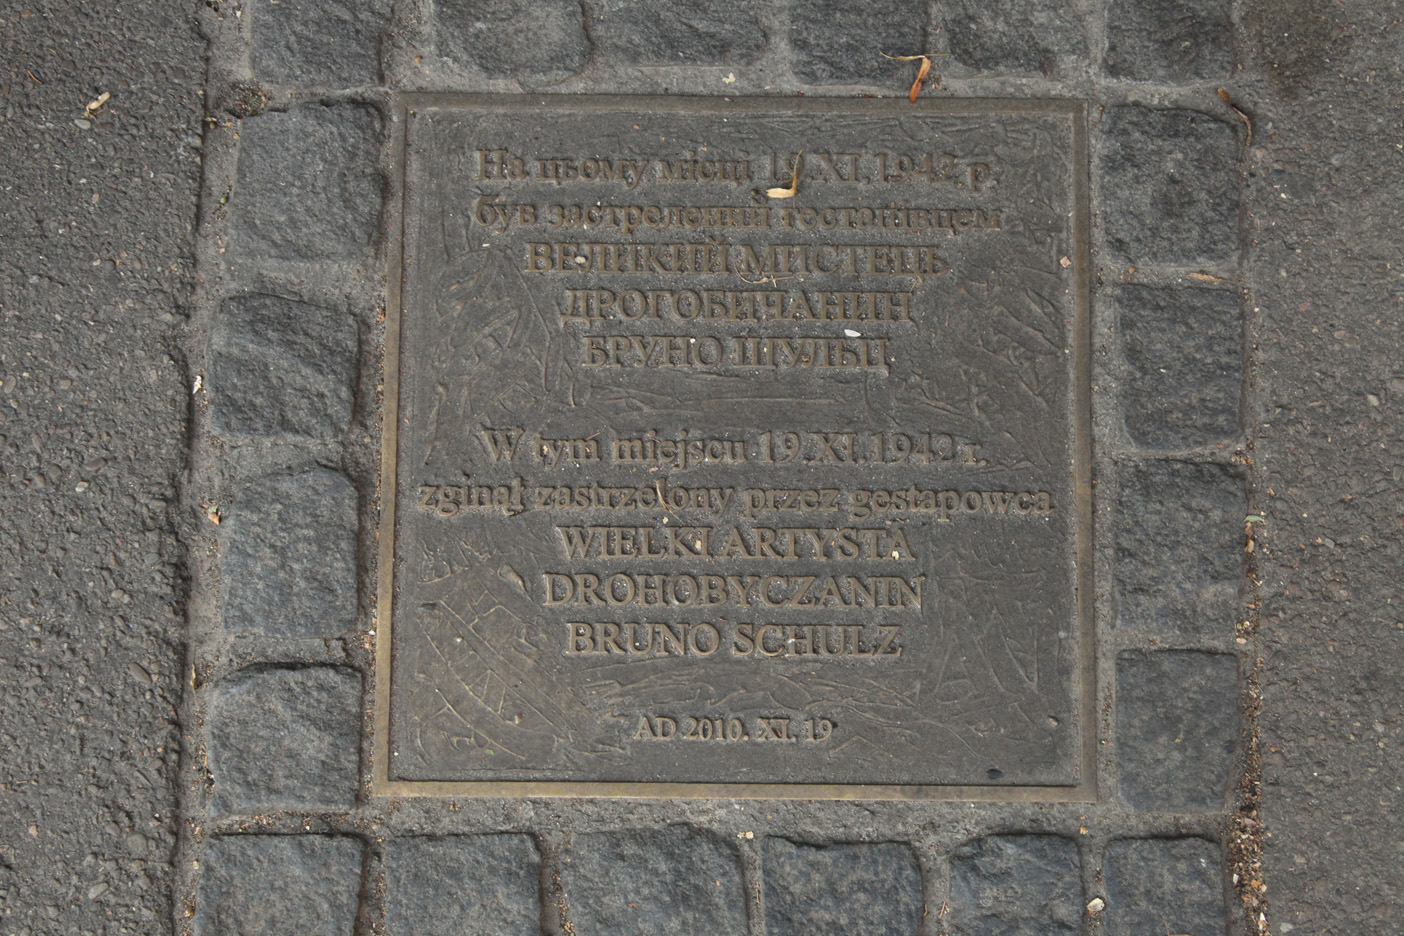 На цьому місці 19.XI.1942 р.
був застрелений гестапівцем
ВЕЛИКИЙ МИСТЕЦЬ
ДРОГОБИЧАНИН
БРУНО ШУЛЬЦ
W tym miejscu 19.XI.1942 r.
zginął zastrzelony przez gestapowca
WIELKI ARTYSTA
DROHOBYCZANIN
BRUNO SCHULZ
AD 2010. XI. 19